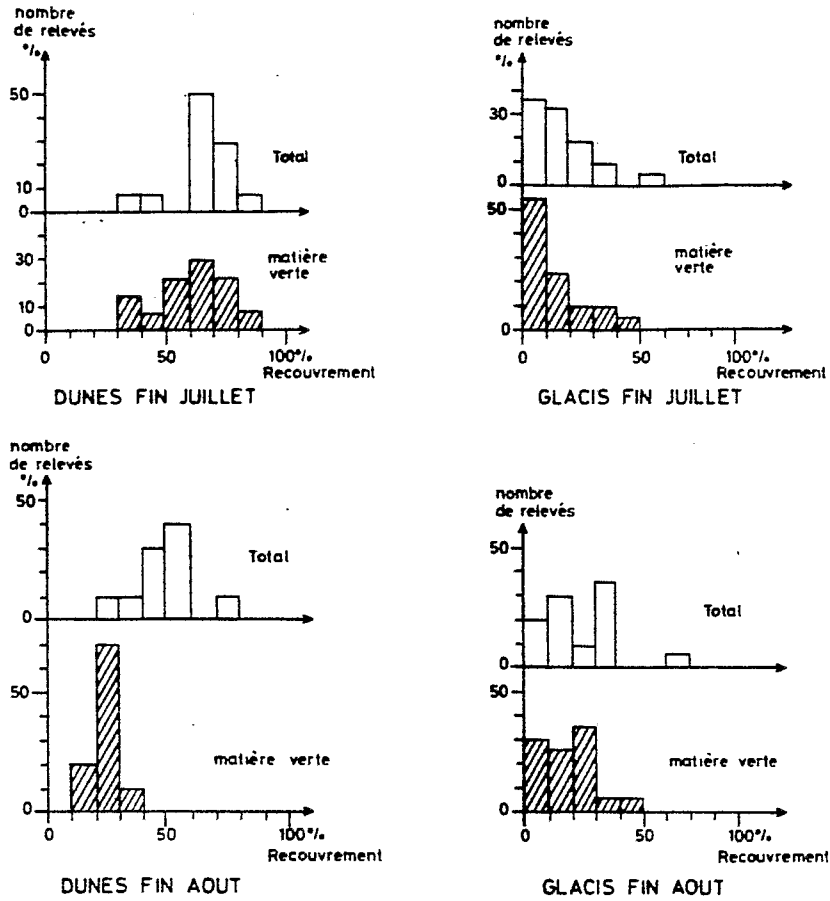 nombre
de relevés
%
50
10
0
Total
30
10
0
matière
verte
0
50
100%
Recouvrement
DUNES FIN JUILLET
nombre
de relevés
%
30
0
Total
50
0
matière
verte
0
50
100%
Recouvrement
GLACIS FIN JUILLET
nombre
de relevés
%
50
0
Total
50
0
matière verte
0
50
100%
Recouvrement
DUNES FIN AOUT
nombre
de relevés
50
0
Total
50
0
matière verte
0
50
100%
Recouvrement
GLACIS FIN AOUT